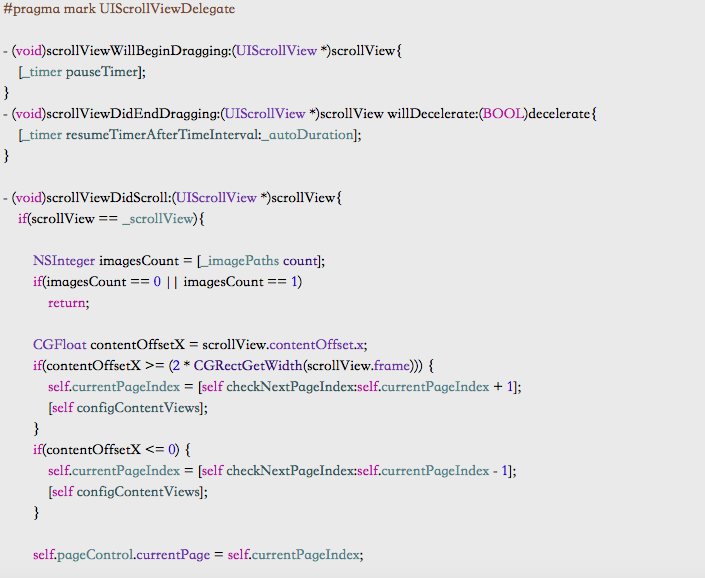 #pragma mark UIScrollViewDelegate
- (void)scrollViewWillBeginDragging:(UIScrollView *)scrollView{
[_timer pauseTimer];
}
- (void)scrollViewDidEndDragging:(UIScrollView *)scrollView willDecelerate:(BOOL)decelerate{
[_timer resumeTimerAfterTimeInterval:_autoDuration];
}
- (void)scrollViewDidScroll:(UIScrollView *)scrollView{
if(scrollView == _scrollView){
NSInteger imagesCount = [_imagePaths count];
if(imagesCount == 0 || imagesCount == 1)
return;
CGFloat contentOffsetX = scrollView.contentOffset.x;
if(contentOffsetX >= (2 * CGRectGetWidth(scrollView.frame))) {
self.currentPageIndex = [self checkNextPageIndex:self.currentPageIndex + 1];
[self configContentViews];
}
if(contentOffsetX <= 0) {
self.currentPageIndex = [self checkNextPageIndex:self.currentPageIndex - 1];
[self configContentViews];
}
self.pageControl.currentPage = self.currentPageIndex;